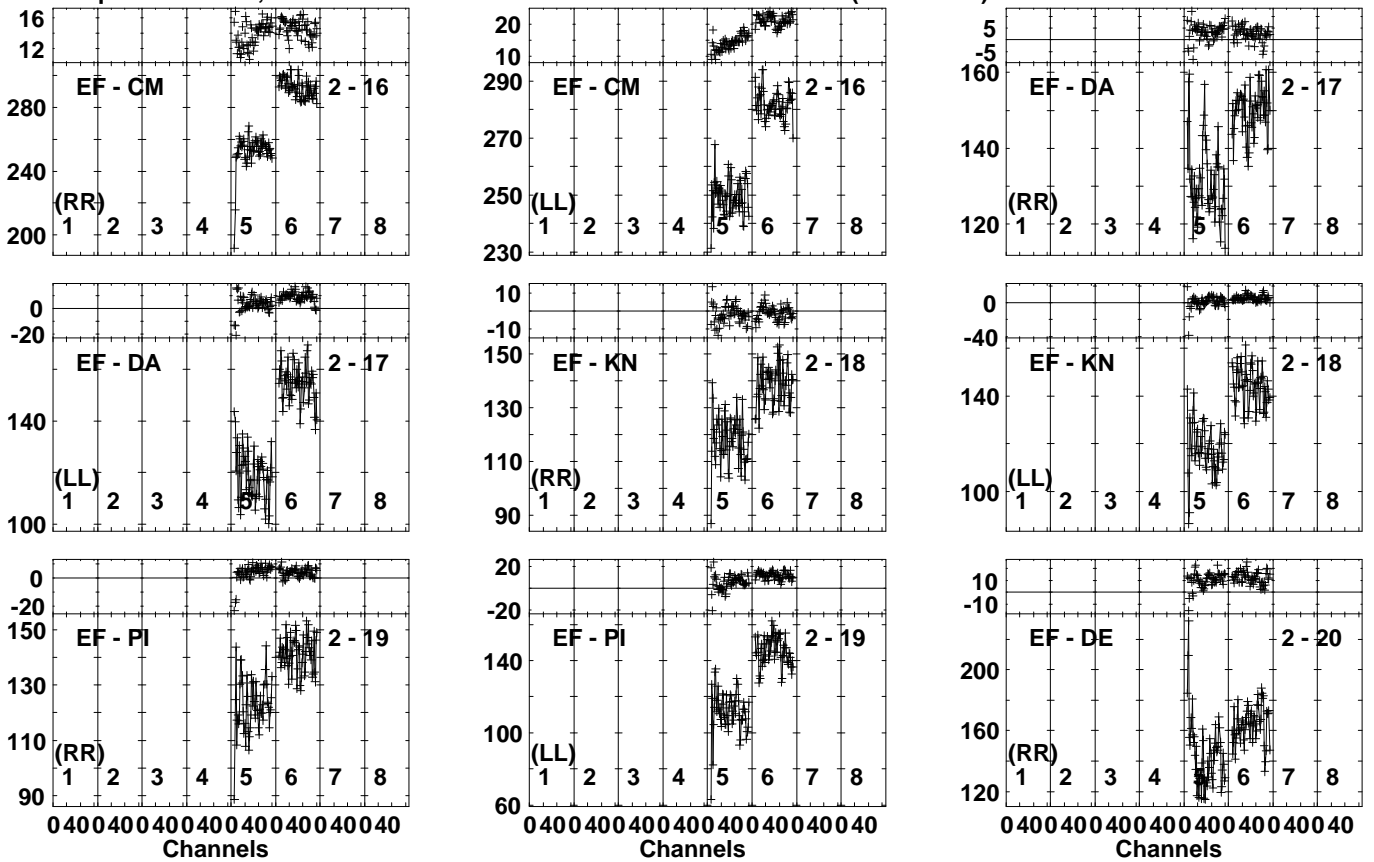 16 20 5
12 10 -5
EF - CM 2 - 16 EF - CM 2 - 16 EF - DA 2 - 17
290 160
280
270 140
240
250
(RR) (LL) (RR) 120
200 1 2 3 4 5 6 7 8 230 1 2 3 4 5 6 7 8 1 2 3 4 5 6 7 8
0 10 0
-20 -10 -40
EF - DA 2 - 17 EF - KN 2 - 18 EF - KN 2 - 18
150
140 130 140
110
(LL) (RR) (LL) 100
100 1 2 3 4 5 6 7 8 90 1 2 3 4 5 6 7 8 1 2 3 4 5 6 7 8
0 20 10
-20 -20 -10
EF - PI 2 - 19 EF - PI 2 - 19 EF - DE 2 - 20
150 200
130 140
110 100 160
(RR) (LL) (RR)
90 1 2 3 4 5 6 7 8 60 1 2 3 4 5 6 7 8 120 1 2 3 4 5 6 7 8
0 40 0 40 0 40 0 40 0 40 0 40 0 40 0 40 0 40 0 40 0 40 0 40 0 40 0 40 0 40 0 40 0 40 0 40 0 40 0 40 0 40 0 40 0 40 0 40
Channels Channels Channels